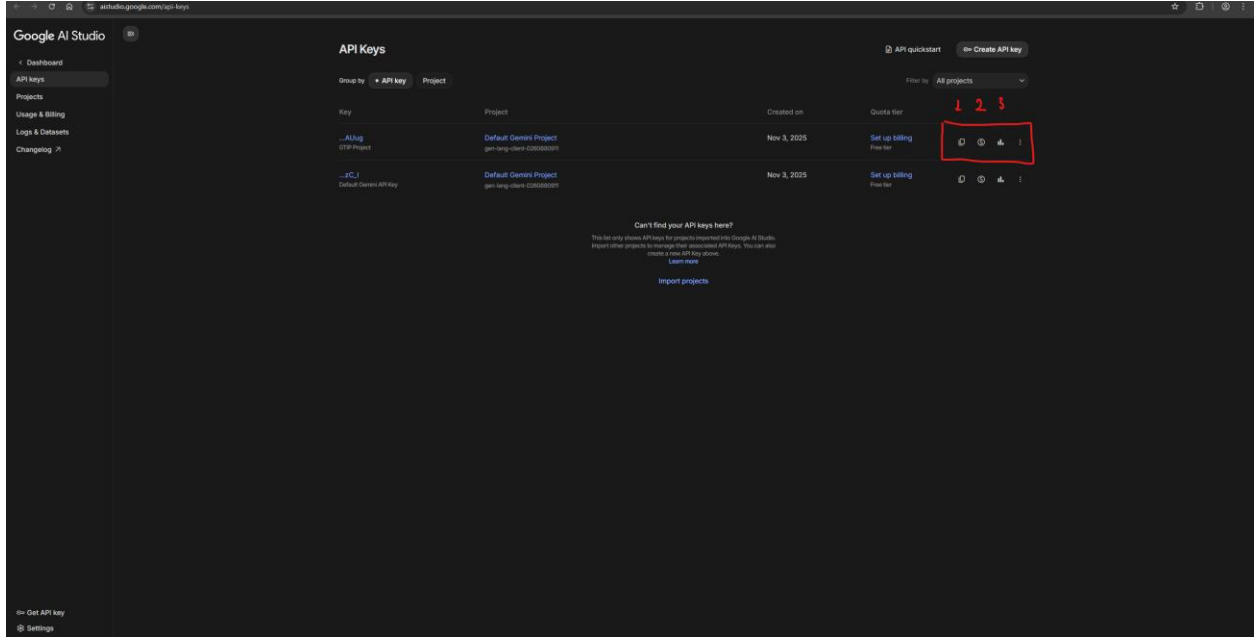 aistudio.google.com/api-keys
Google AI Studio
Dashboard
API keys
Projects
Usage & Billing
Logs & Datasets
Changelog
Get API key
Settings
API Keys
API quickstart
Create API key
Group by
API key
Project
Filter by
All projects
1 2 3
Key Project Created on Quota tier
...AUug Default Gemini Project Nov 3, 2025 Set up billing
GTIP Project Free tier
...zC_I Default Gemini Project Nov 3, 2025 Set up billing
Default Gemini API Key Free tier
Can't find your API keys here?
This list only shows API keys for projects imported into Google AI Studio.
Import other projects to manage their associated API Keys. You can also
create a new API Key above.
Learn more
Import projects